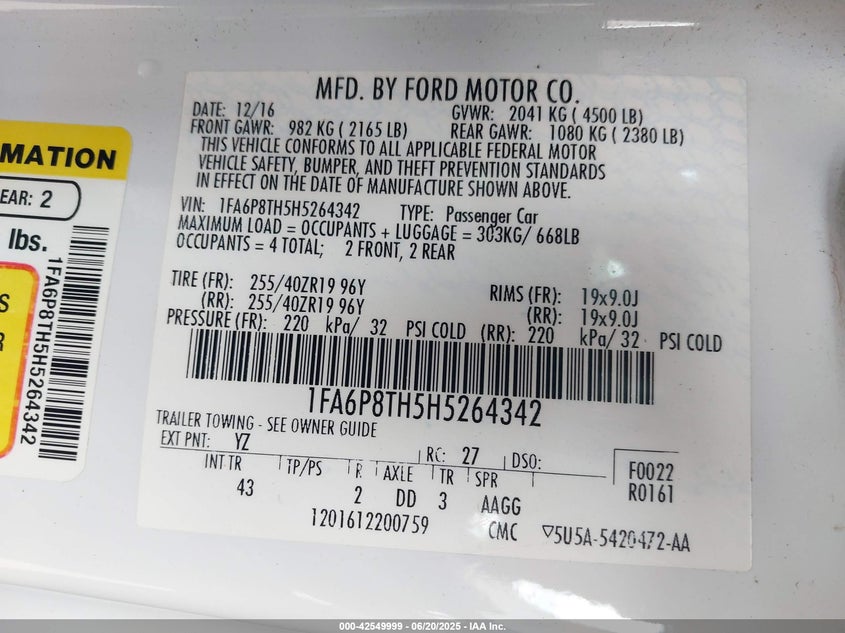 MFD. BY FORD MOTOR CO.
DATE: 12/16 GVWR: 2041 KG ( 4500 LB)
FRONT GAWR: 982 KG ( 2165 LB) REAR GAWR: 1080 KG ( 2380 LB)
THIS VEHICLE CONFORMS TO ALL APPLICABLE FEDERAL MOTOR
VEHICLE SAFETY, BUMPER, AND THEFT PREVENTION STANDARDS
IN EFFECT ON THE DATE OF MANUFACTURE SHOWN ABOVE.
VIN: 1FA6P8TH5H5264342 TYPE: Passenger Car
MAXIMUM LOAD = OCCUPANTS + LUGGAGE = 303KG/ 668LB
OCCUPANTS = 4 TOTAL; 2 FRONT, 2 REAR
TIRE (FR): 255/40ZR19 96Y RIMS (FR): 19x9.0J
(RR): 255/40ZR19 96Y (RR): 19x9.0J
PRESSURE (FR): 220 kPa/ 32 PSI COLD (RR): 220 kPa/ 32 PSI COLD
1FA6P8TH5H5264342
TRAILER TOWING - SEE OWNER GUIDE
EXT PNT: YZ RC: 27 DSO:
INT TR TP/PS R AXLE TR SPR F0022
43 2 DD 3 AAGG R0161
1201612200759 CMC ▽5U5A-5420472-AA
MATION
EAR: 2
lbs.
S
R
1FA6P8TH5H5264342
000-42549999 - 06/20/2025 - IAA Inc.